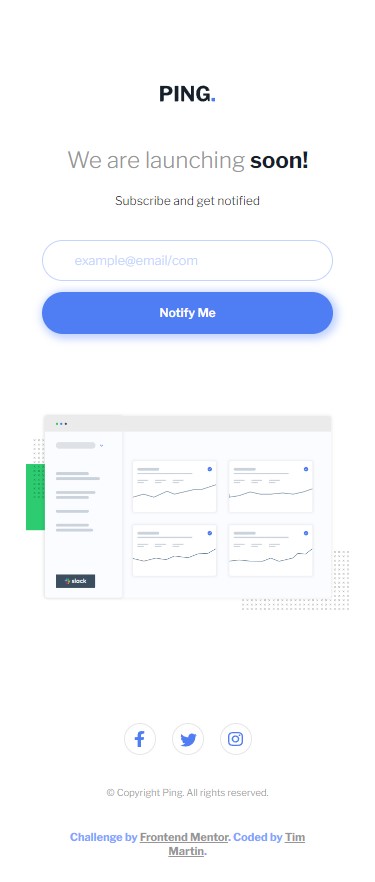 PING.
We are launching soon!
Subscribe and get notified
example@email/com
Notify Me
slack
© Copyright Ping. All rights reserved.
Challenge by Frontend Mentor. Coded by Tim
Martin.